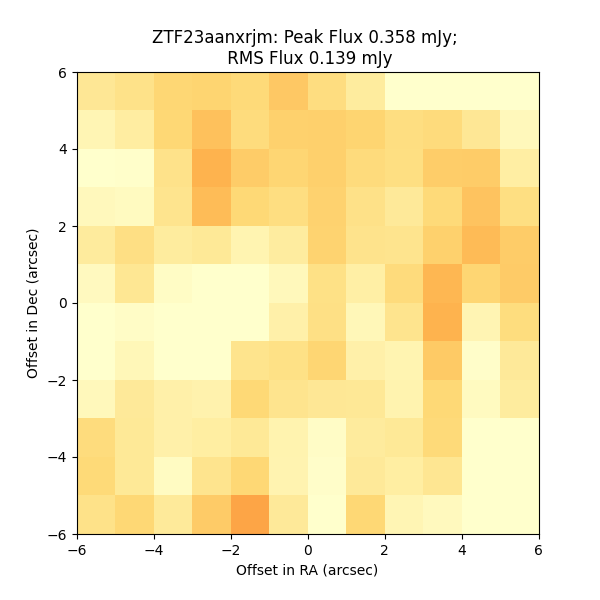 ZTF23aanxrjm: Peak Flux 0.358 mJy;
RMS Flux 0.139 mJy
6
4
2
0
−2
−4
−6
Offset in Dec (arcsec)
−6 −4 −2 0 2 4 6
Offset in RA (arcsec)